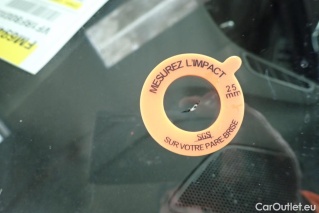 MESUREZ L'IMPACT
25
mm
SGS
SUR VOTRE PARE BRISE
CarOutlet.eu